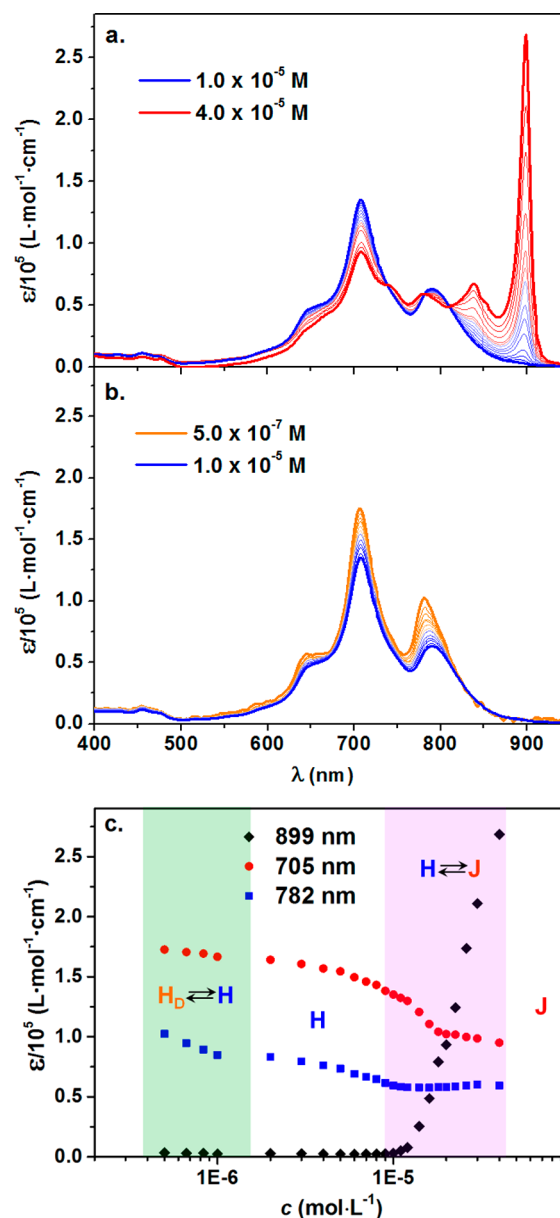 a.
1.0 x 10⁻⁵ M
4.0 x 10⁻⁵ M
2.5
2.0
1.5
1.0
0.5
0.0
ε/10⁵ (L·mol⁻¹·cm⁻¹)
b.
5.0 x 10⁻⁷ M
1.0 x 10⁻⁵ M
2.5
2.0
1.5
1.0
0.5
0.0
ε/10⁵ (L·mol⁻¹·cm⁻¹)
400 500 600 700 800 900
λ (nm)
c.
899 nm
705 nm
782 nm
H ⇌ J
H_D ⇌ H
H
J
2.5
2.0
1.5
1.0
0.5
0.0
ε/10⁵ (L·mol⁻¹·cm⁻¹)
1E-6 1E-5
c (mol·L⁻¹)